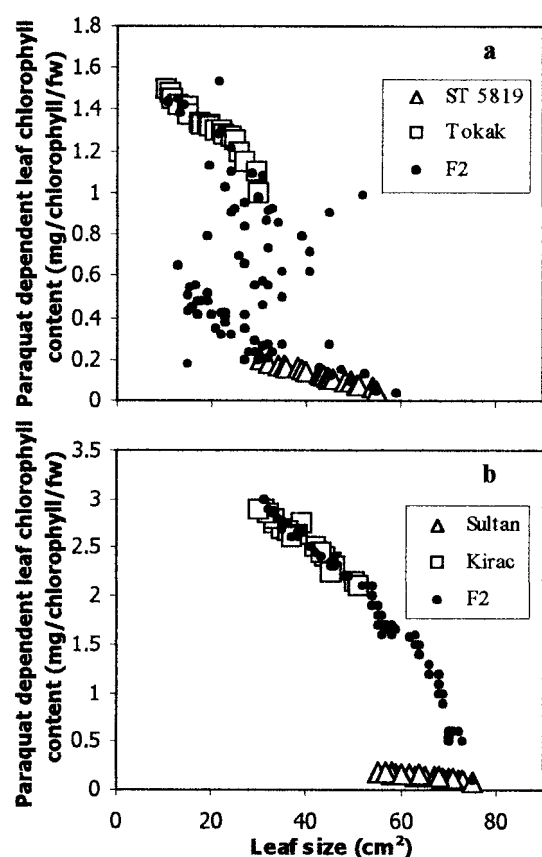 a
Paraquat dependent leaf chlorophyll
content (mg/chlorophyll/fw)
1.8
1.6
1.4
1.2
1
0.8
0.6
0.4
0.2
0
ST 5819
Tokak
F2
b
Paraquat dependent leaf chlorophyll
content (mg/chlorophyll/fw)
3.5
3
2.5
2
1.5
1
0.5
0
Sultan
Kirac
F2
0 20 40 60 80
Leaf size (cm²)